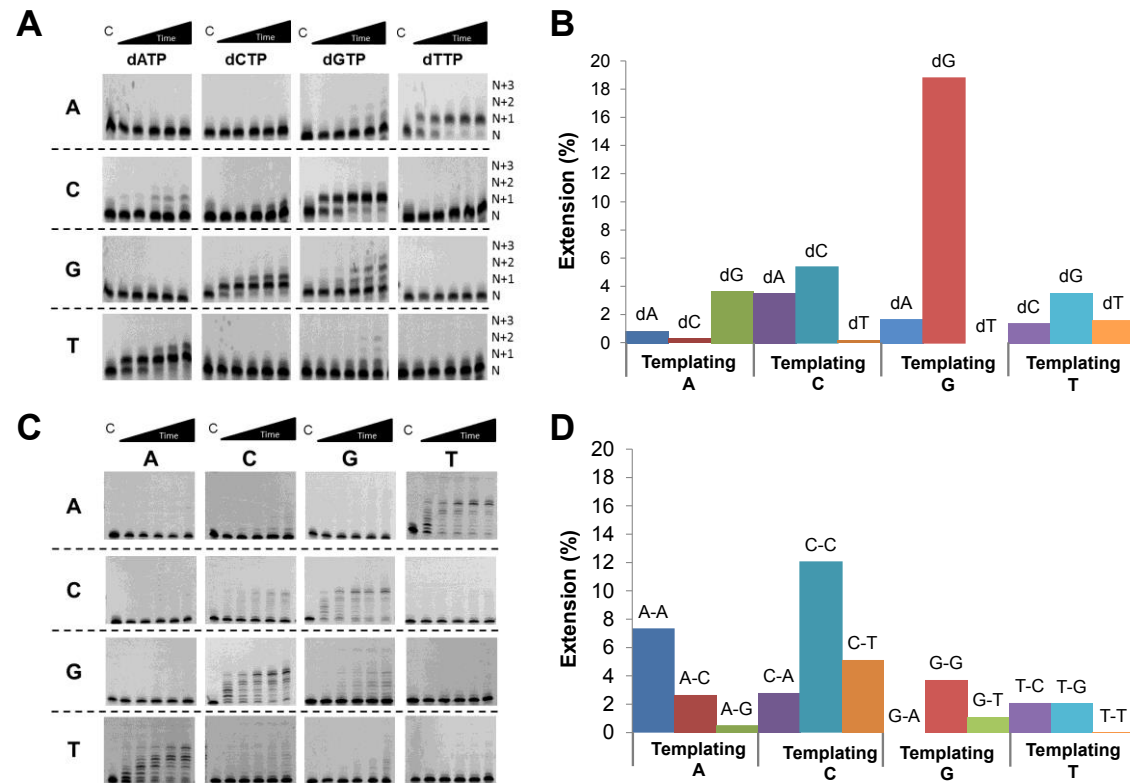 A
C Time C Time C Time C Time
dATP dCTP dGTP dTTP
A
N+3
N+2
N+1
N
C
N+3
N+2
N+1
N
G
N+3
N+2
N+1
N
T
N+3
N+2
N+1
N
B
Extension (%)
20
18
16
14
12
10
8
6
4
2
0
dA dC dG dA dC dT dA dG dT dC dG dT
Templating Templating Templating Templating
A C G T
C
C Time C Time C Time C Time
A C G T
A
C
G
T
D
Extension (%)
20
18
16
14
12
10
8
6
4
2
0
A-A A-C A-G C-A C-C C-T G-A G-G G-T T-C T-G T-T
Templating Templating Templating Templating
A C G T